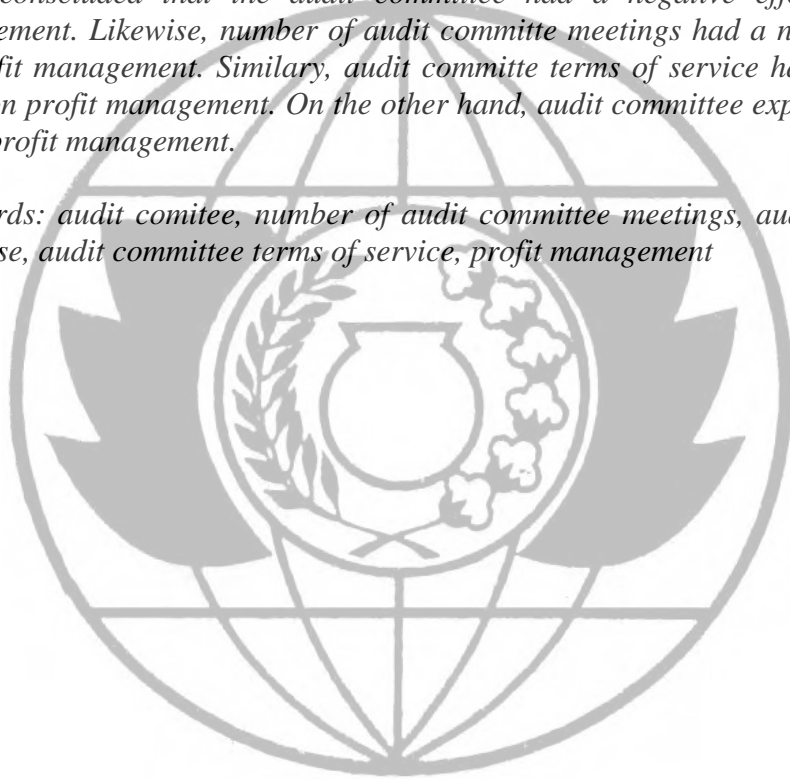 consetuded that the audit committee had a negative effe
ement. Likewise, number of audit committe meetings had a n
fit management. Similary, audit committe terms of service ha
on profit management. On the other hand, audit committee exp
profit management.
rds: audit comitee, number of audit committee meetings, au
se, audit committee terms of service, profit management